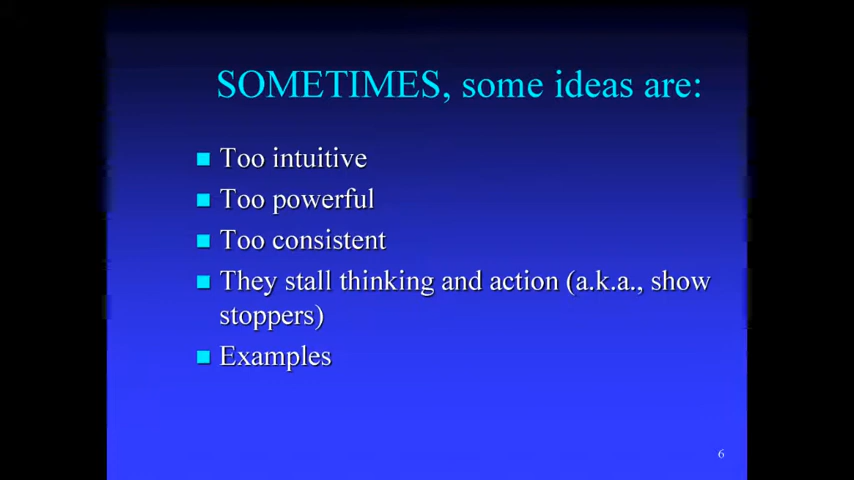 SOMETIMES, some ideas are:
Too intuitive
Too powerful
Too consistent
They stall thinking and action (a.k.a., show
stoppers)
Examples
6